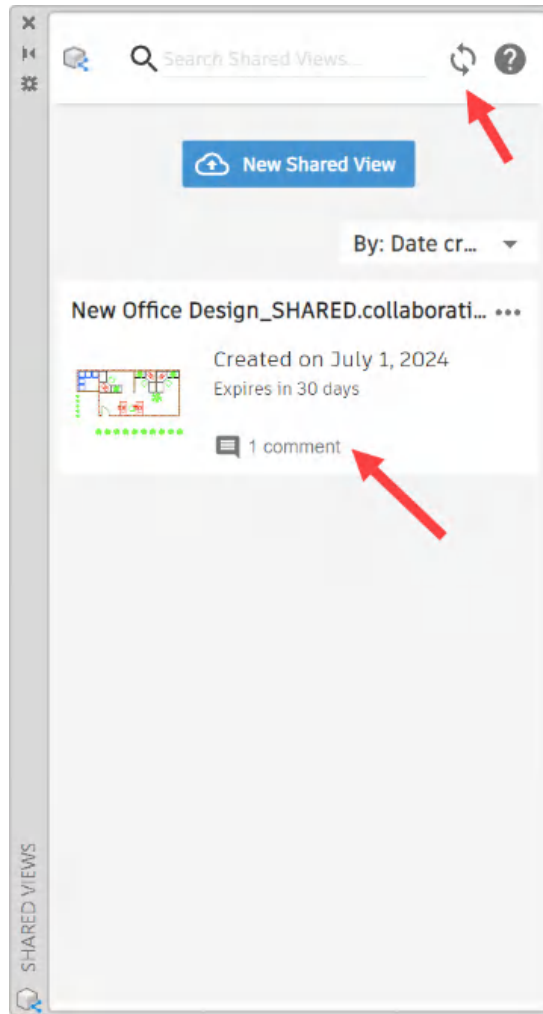 Search Shared Views...
New Shared View
By: Date cr...
New Office Design_SHARED.collaborati...
Created on July 1, 2024
Expires in 30 days
1 comment
SHARED VIEWS